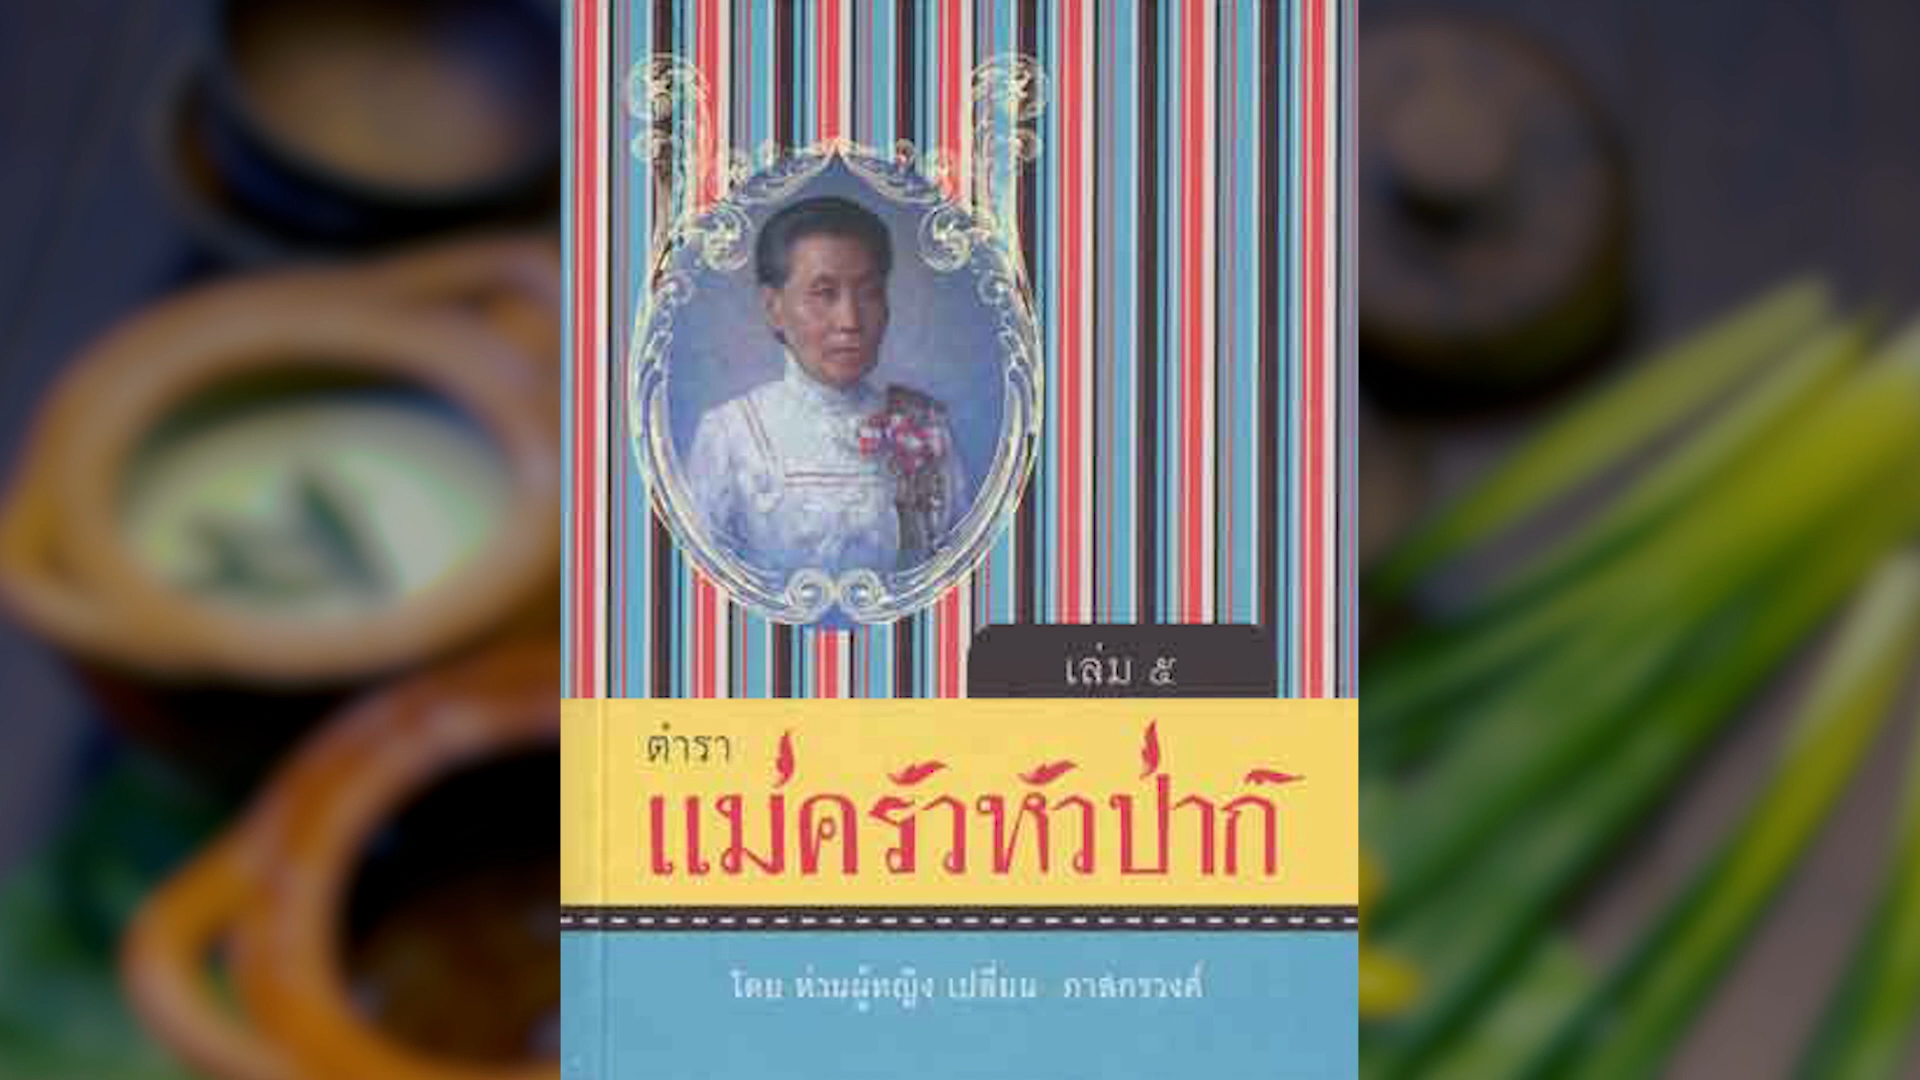 เล่ม ๕
ตำรา
แม่ครัวหัวป่าก์
โดย ท่านผู้หญิง เปลี่ยน ภาสกรวงศ์